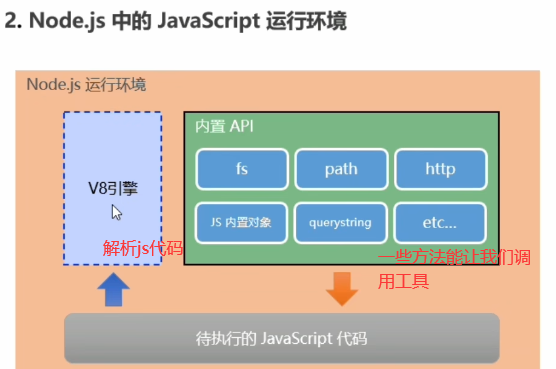 2. Node.js 中的 JavaScript 运行环境
Node.js 运行环境
内置 API
fs
path
http
V8引擎
JS 内置对象
querystring
etc...
解析js代码
一些方法能让我们调
用工具
待执行的 JavaScript 代码